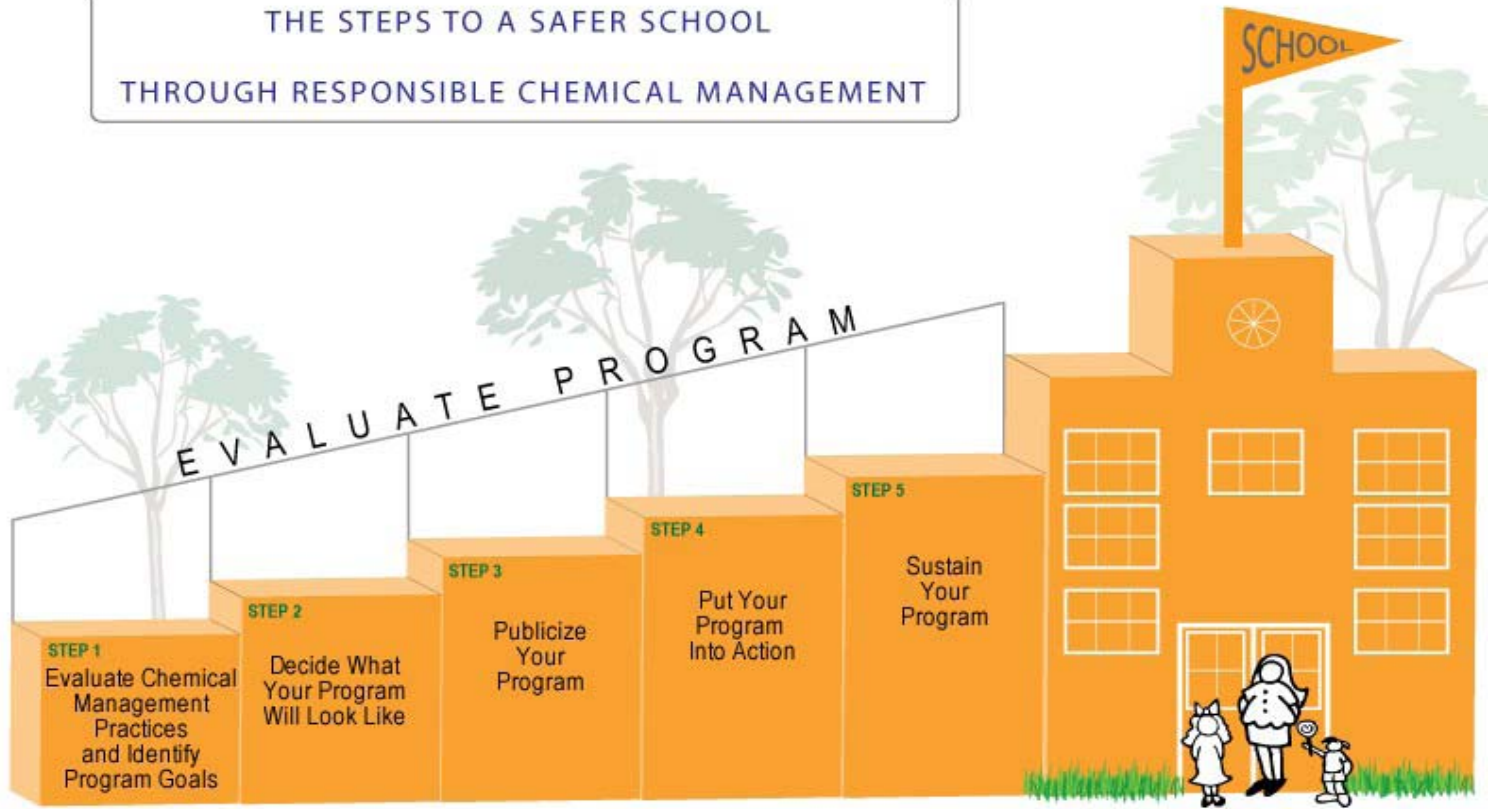 THE STEPS TO A SAFER SCHOOL
THROUGH RESPONSIBLE CHEMICAL MANAGEMENT
SCHOOL
EVALUATE PROGRAM
STEP 1
Evaluate Chemical
Management
Practices
and Identify
Program Goals
STEP 2
Decide What
Your Program
Will Look Like
STEP 3
Publicize
Your
Program
STEP 4
Put Your
Program
Into Action
STEP 5
Sustain
Your
Program